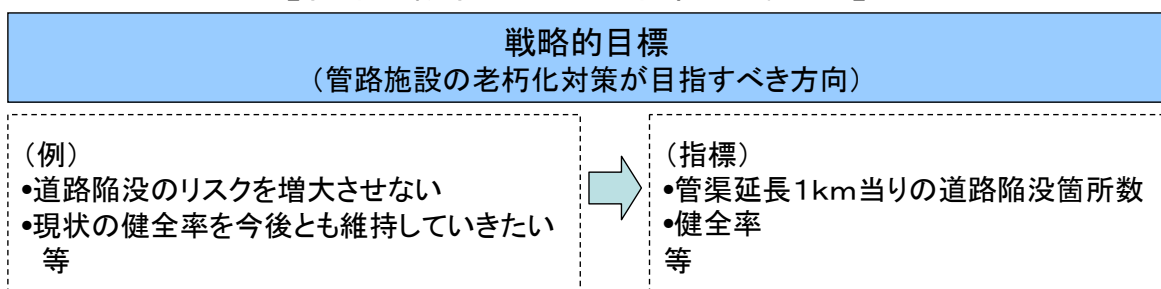 戦略的目標
（管路施設の老朽化対策が目指すべき方向）
（例）
•道路陥没のリスクを増大させない
•現状の健全率を今後とも維持していきたい
等
（指標）
•管渠延長１ｋｍ当りの道路陥没箇所数
•健全率
等